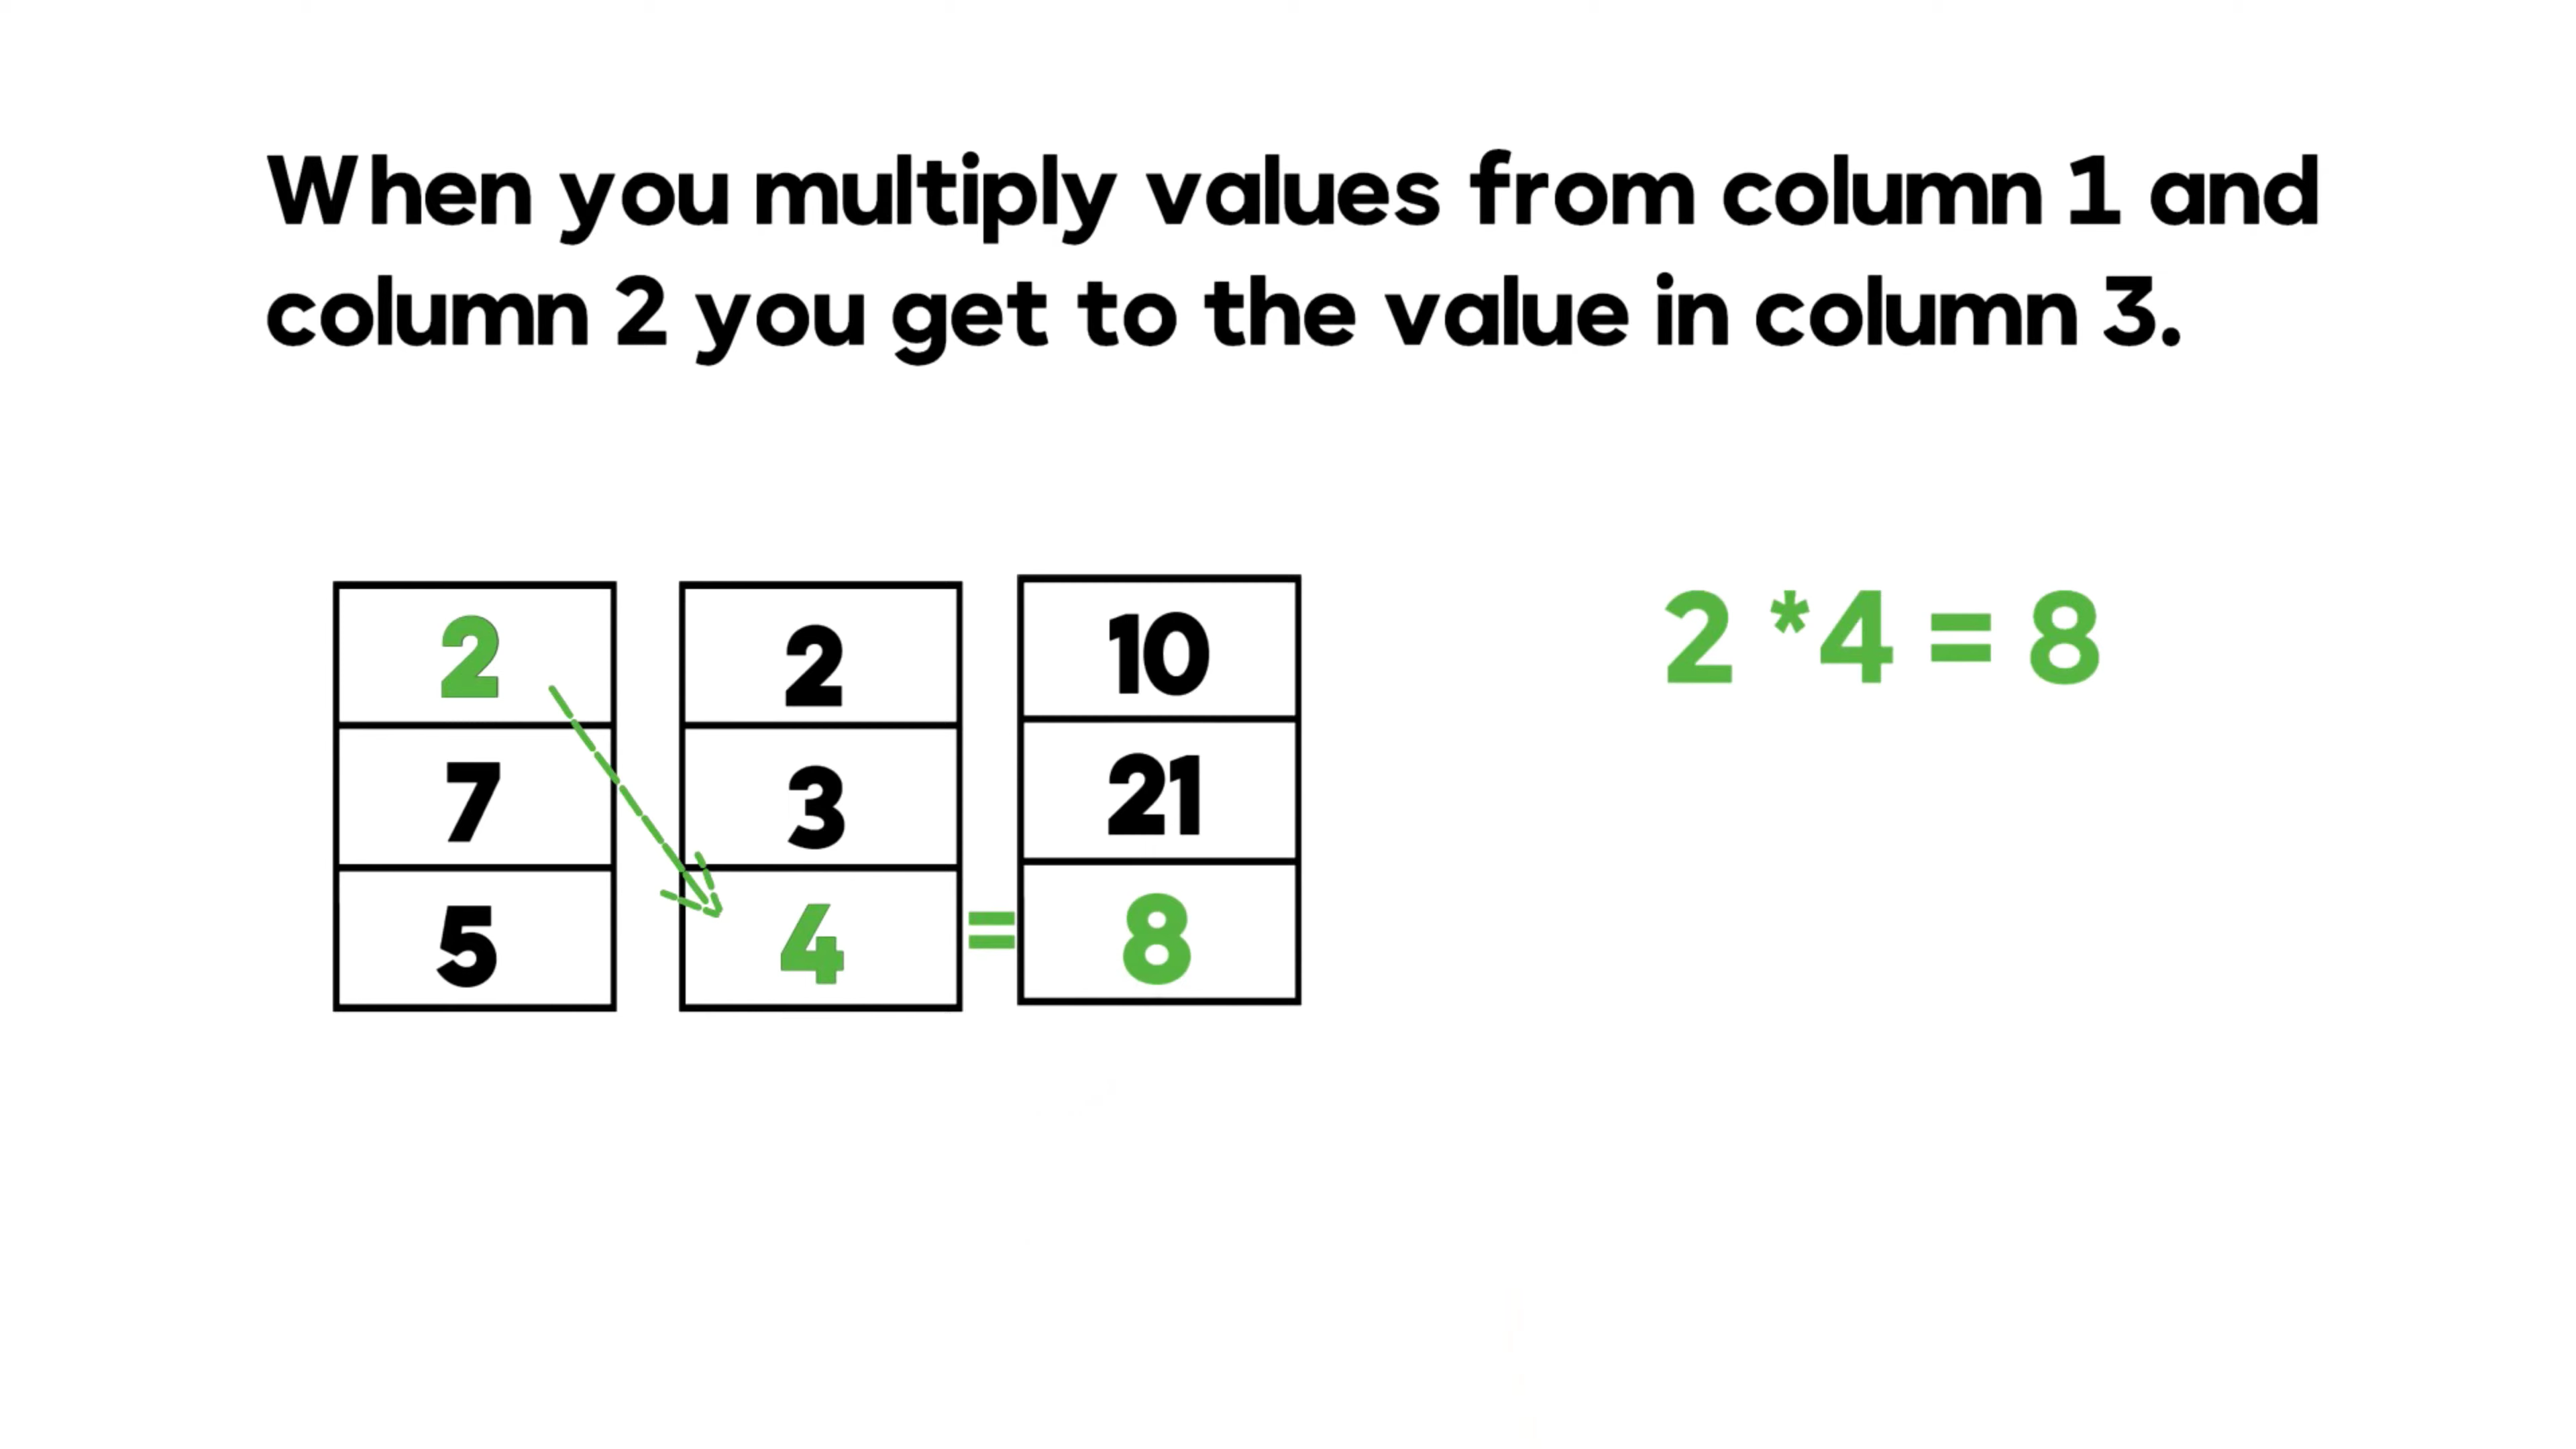 When you multiply values from column 1 and
column 2 you get to the value in column 3.
2 2 10
2 *4 = 8
7 3 21
5 4 = 8